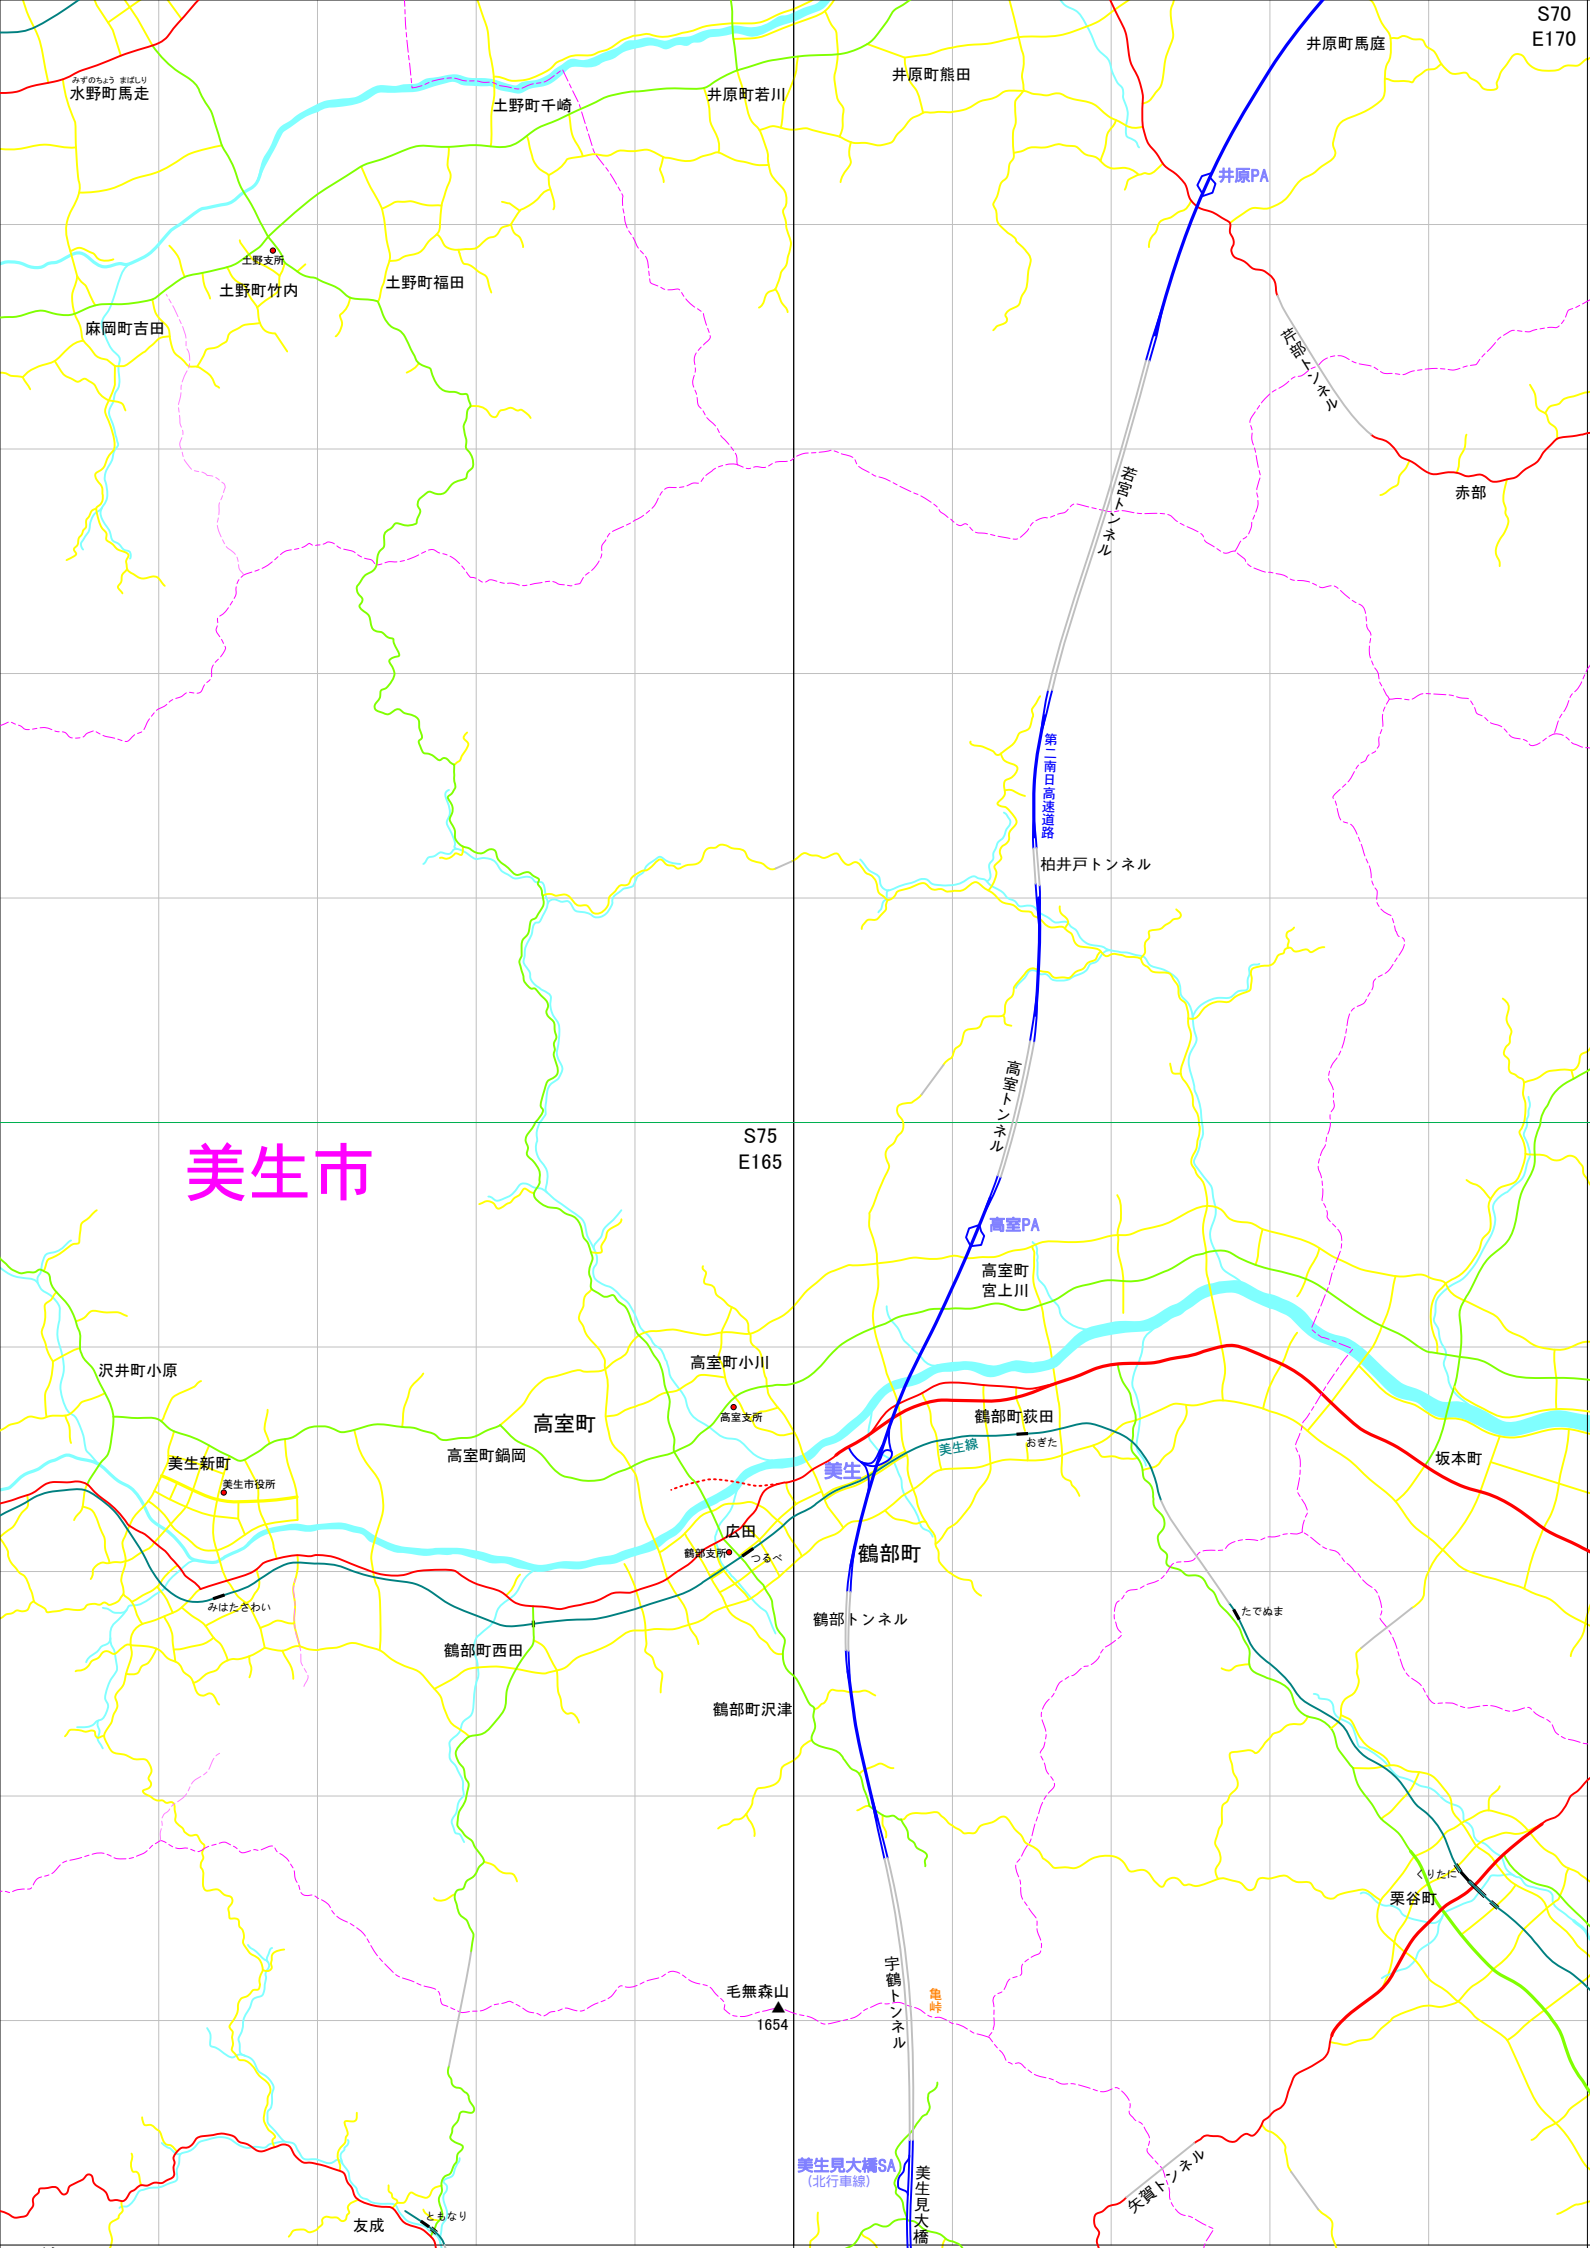 S70
E170
井原町馬庭
みずのちょう まばしり
水野町馬走
井原町熊田
井原町若川
土野町千崎
井原PA
土野支所
土野町竹内
土野町福田
麻岡町吉田
芹部トンネル
若宮トンネル
赤部
第二南日高速道路
柏井戸トンネル
高室トンネル
美生市
S75
E165
高室PA
高室町
宮上川
沢井町小原
高室町小川
高室支所
高室町
鶴部町荻田
おぎた
美生線
高室町鍋岡
美生
坂本町
美生新町
美生市役所
広田
鶴部支所
つるべ
鶴部町
みはたさわい
たでぬま
鶴部トンネル
鶴部町西田
鶴部町沢津
くりたに
栗谷町
宇鶴トンネル
毛無森山
1654
亀峠
美生見大橋SA
(北行車線)
美生見大橋
矢賀トンネル
友成
ともなり